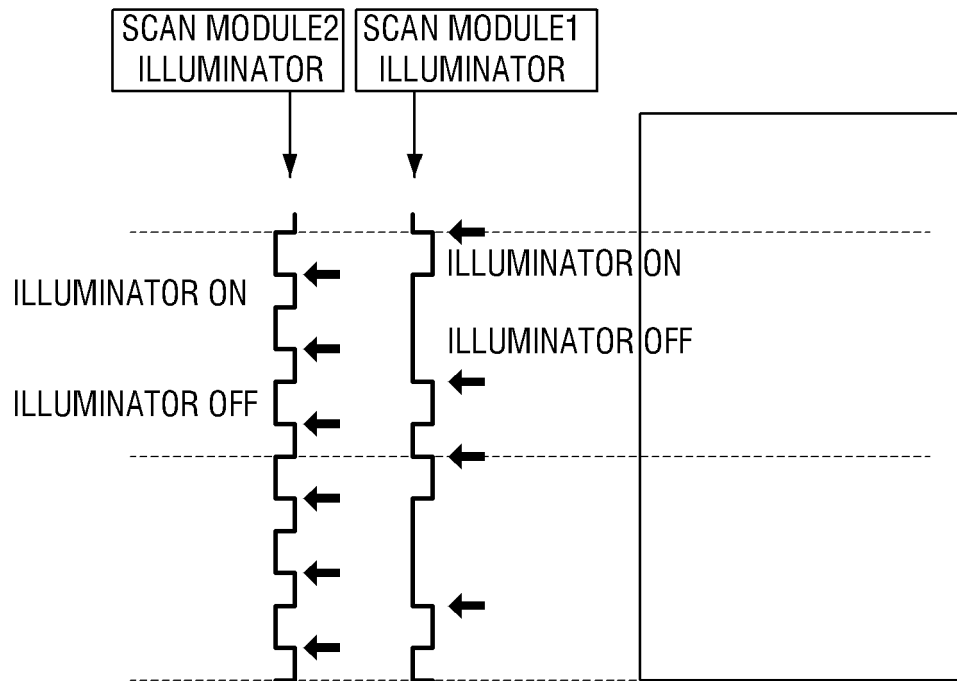 SCAN MODULE2
ILLUMINATOR
SCAN MODULE1
ILLUMINATOR
ILLUMINATOR ON
ILLUMINATOR ON
ILLUMINATOR OFF
ILLUMINATOR OFF